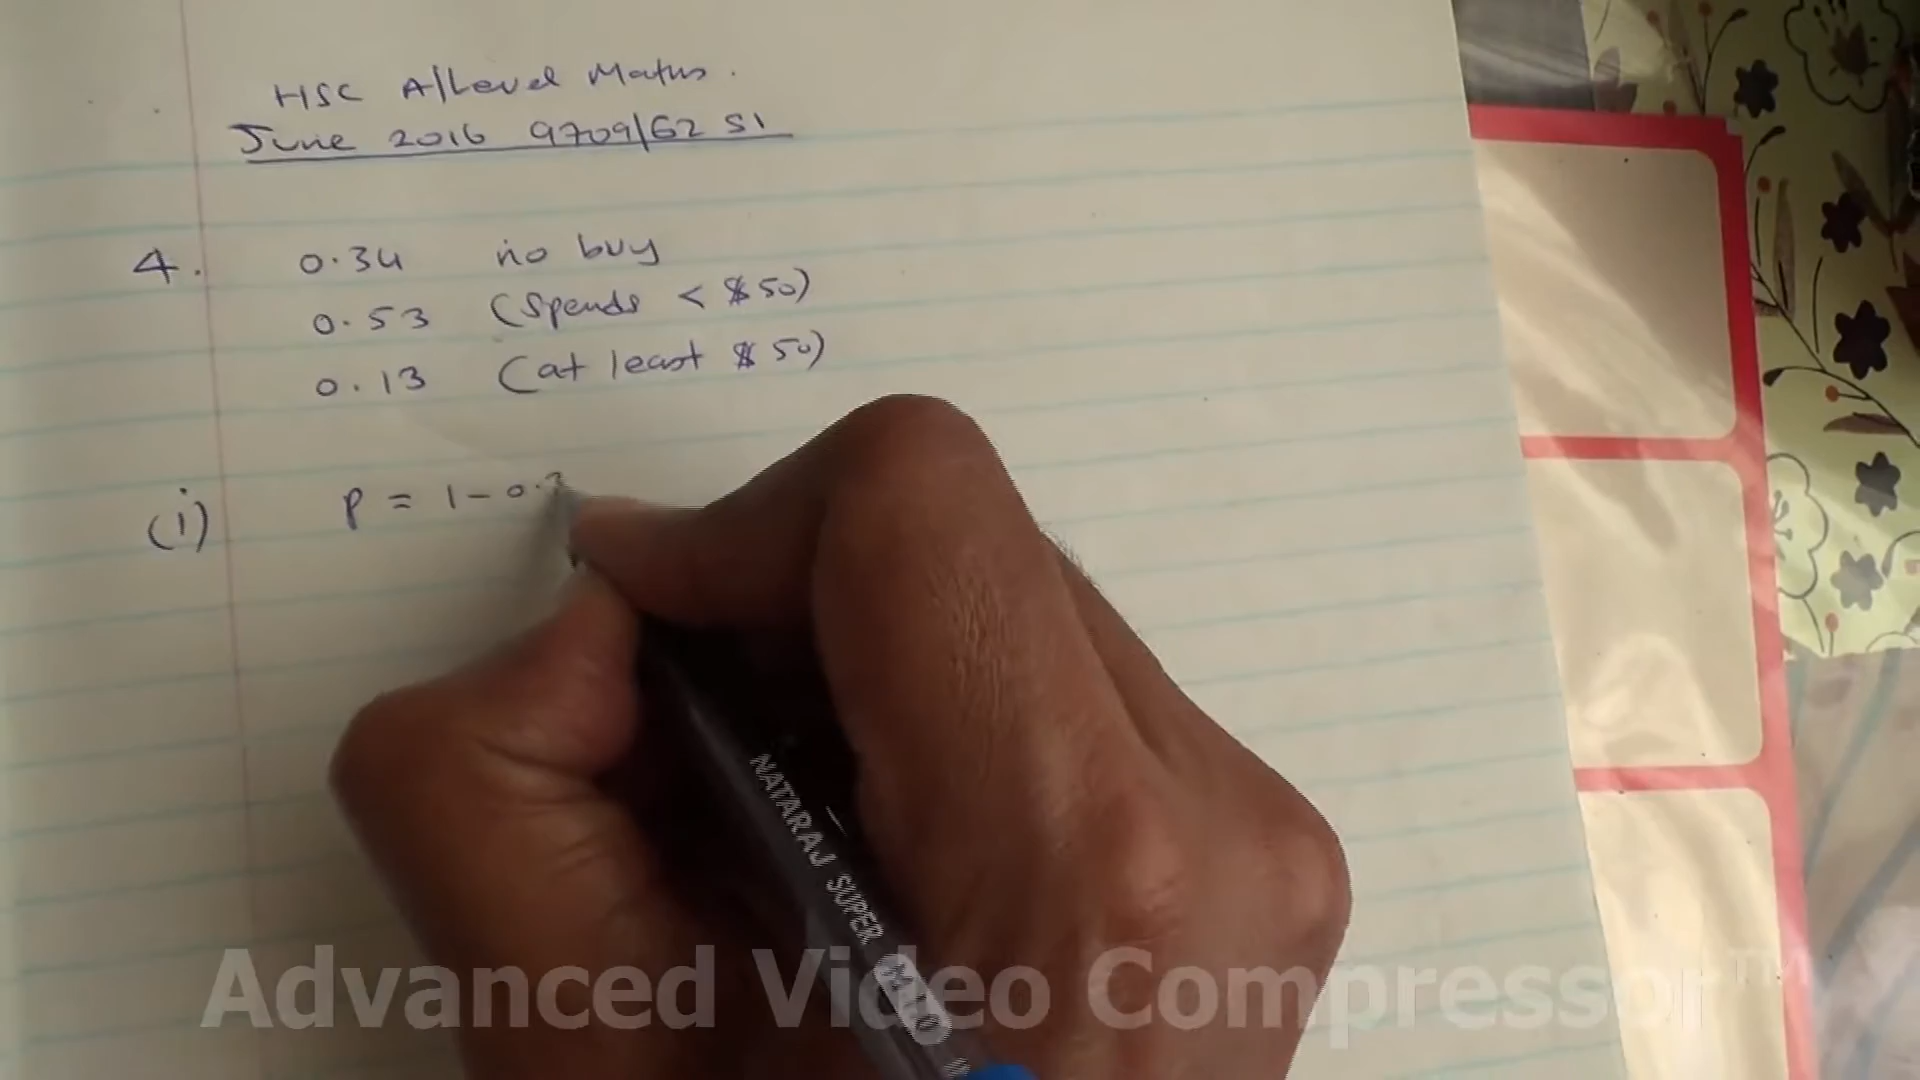 HSC A/Level Maths.
June 2016 9709/62 S1
4. 0.34 no buy
0.53 (Spends < $50)
0.13 (at least $50)
(i) P = 1 - 0.3
NATARAJ SUPER
Advanced Video Compressor™